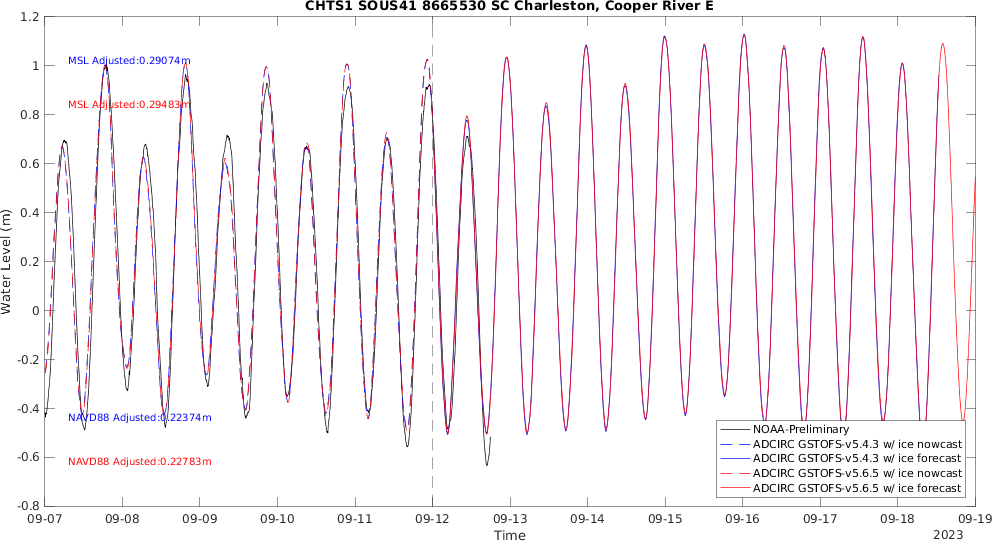 CHTS1 SOUS41 8665530 SC Charleston, Cooper River E
1.2
1
0.8
0.6
0.4
0.2
0
-0.2
-0.4
-0.6
-0.8
Water Level (m)
MSL Adjusted:0.29074m
MSL Adjusted:0.29483m
NAVD88 Adjusted:0.22374m
NAVD88 Adjusted:0.22783m
NOAA-Preliminary
ADCIRC GSTOFS-v5.4.3 w/ ice nowcast
ADCIRC GSTOFS-v5.4.3 w/ ice forecast
ADCIRC GSTOFS-v5.6.5 w/ ice nowcast
ADCIRC GSTOFS-v5.6.5 w/ ice forecast
09-07 09-08 09-09 09-10 09-11 09-12 09-13 09-14 09-15 09-16 09-17 09-18 09-19
Time
2023